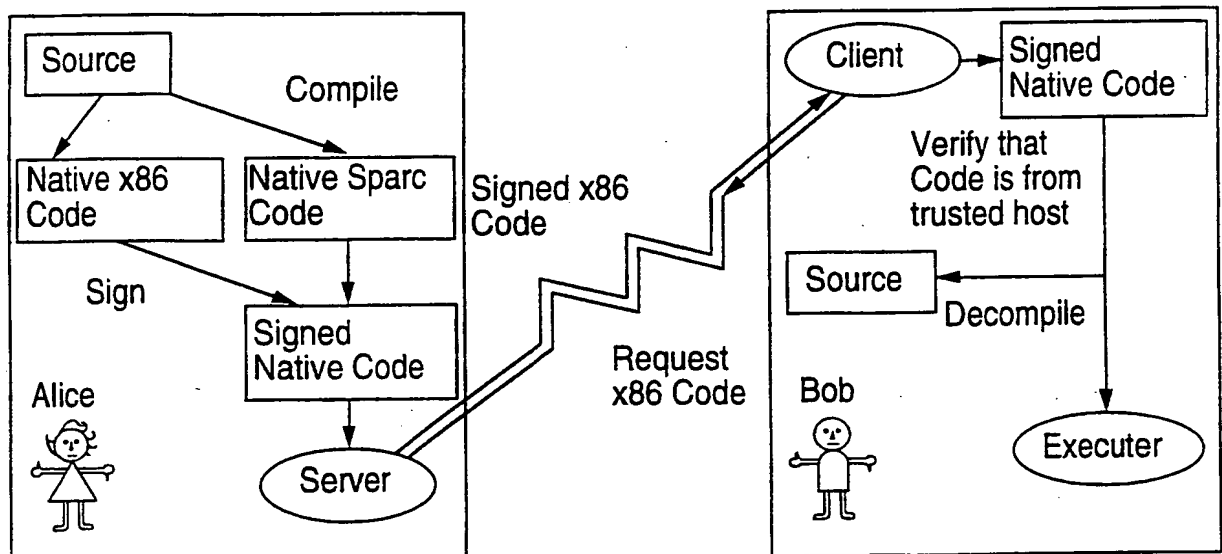 Source
Compile
Native x86
Code
Native Sparc
Code
Sign
Signed
Native Code
Alice
Server
Signed x86
Code
Request
x86 Code
Client
Signed
Native Code
Verify that
Code is from
trusted host
Source
Decompile
Bob
Executer